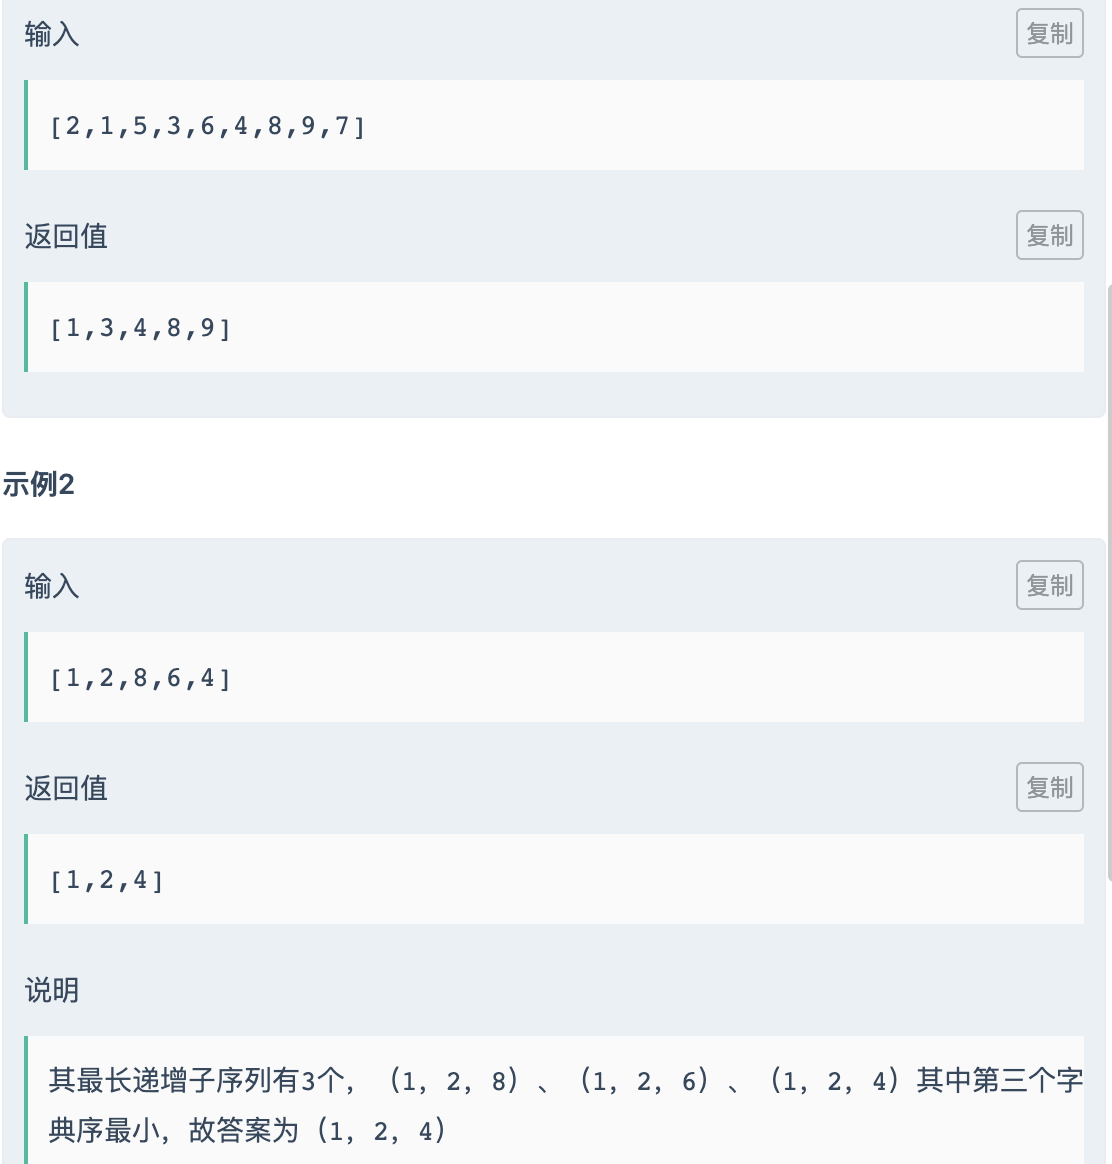 输入
复制
[2,1,5,3,6,4,8,9,7]
返回值
复制
[1,3,4,8,9]
示例2
输入
复制
[1,2,8,6,4]
返回值
复制
[1,2,4]
说明
其最长递增子序列有3个，（1，2，8）、（1，2，6）、（1，2，4）其中第三个字
典序最小，故答案为（1，2，4）